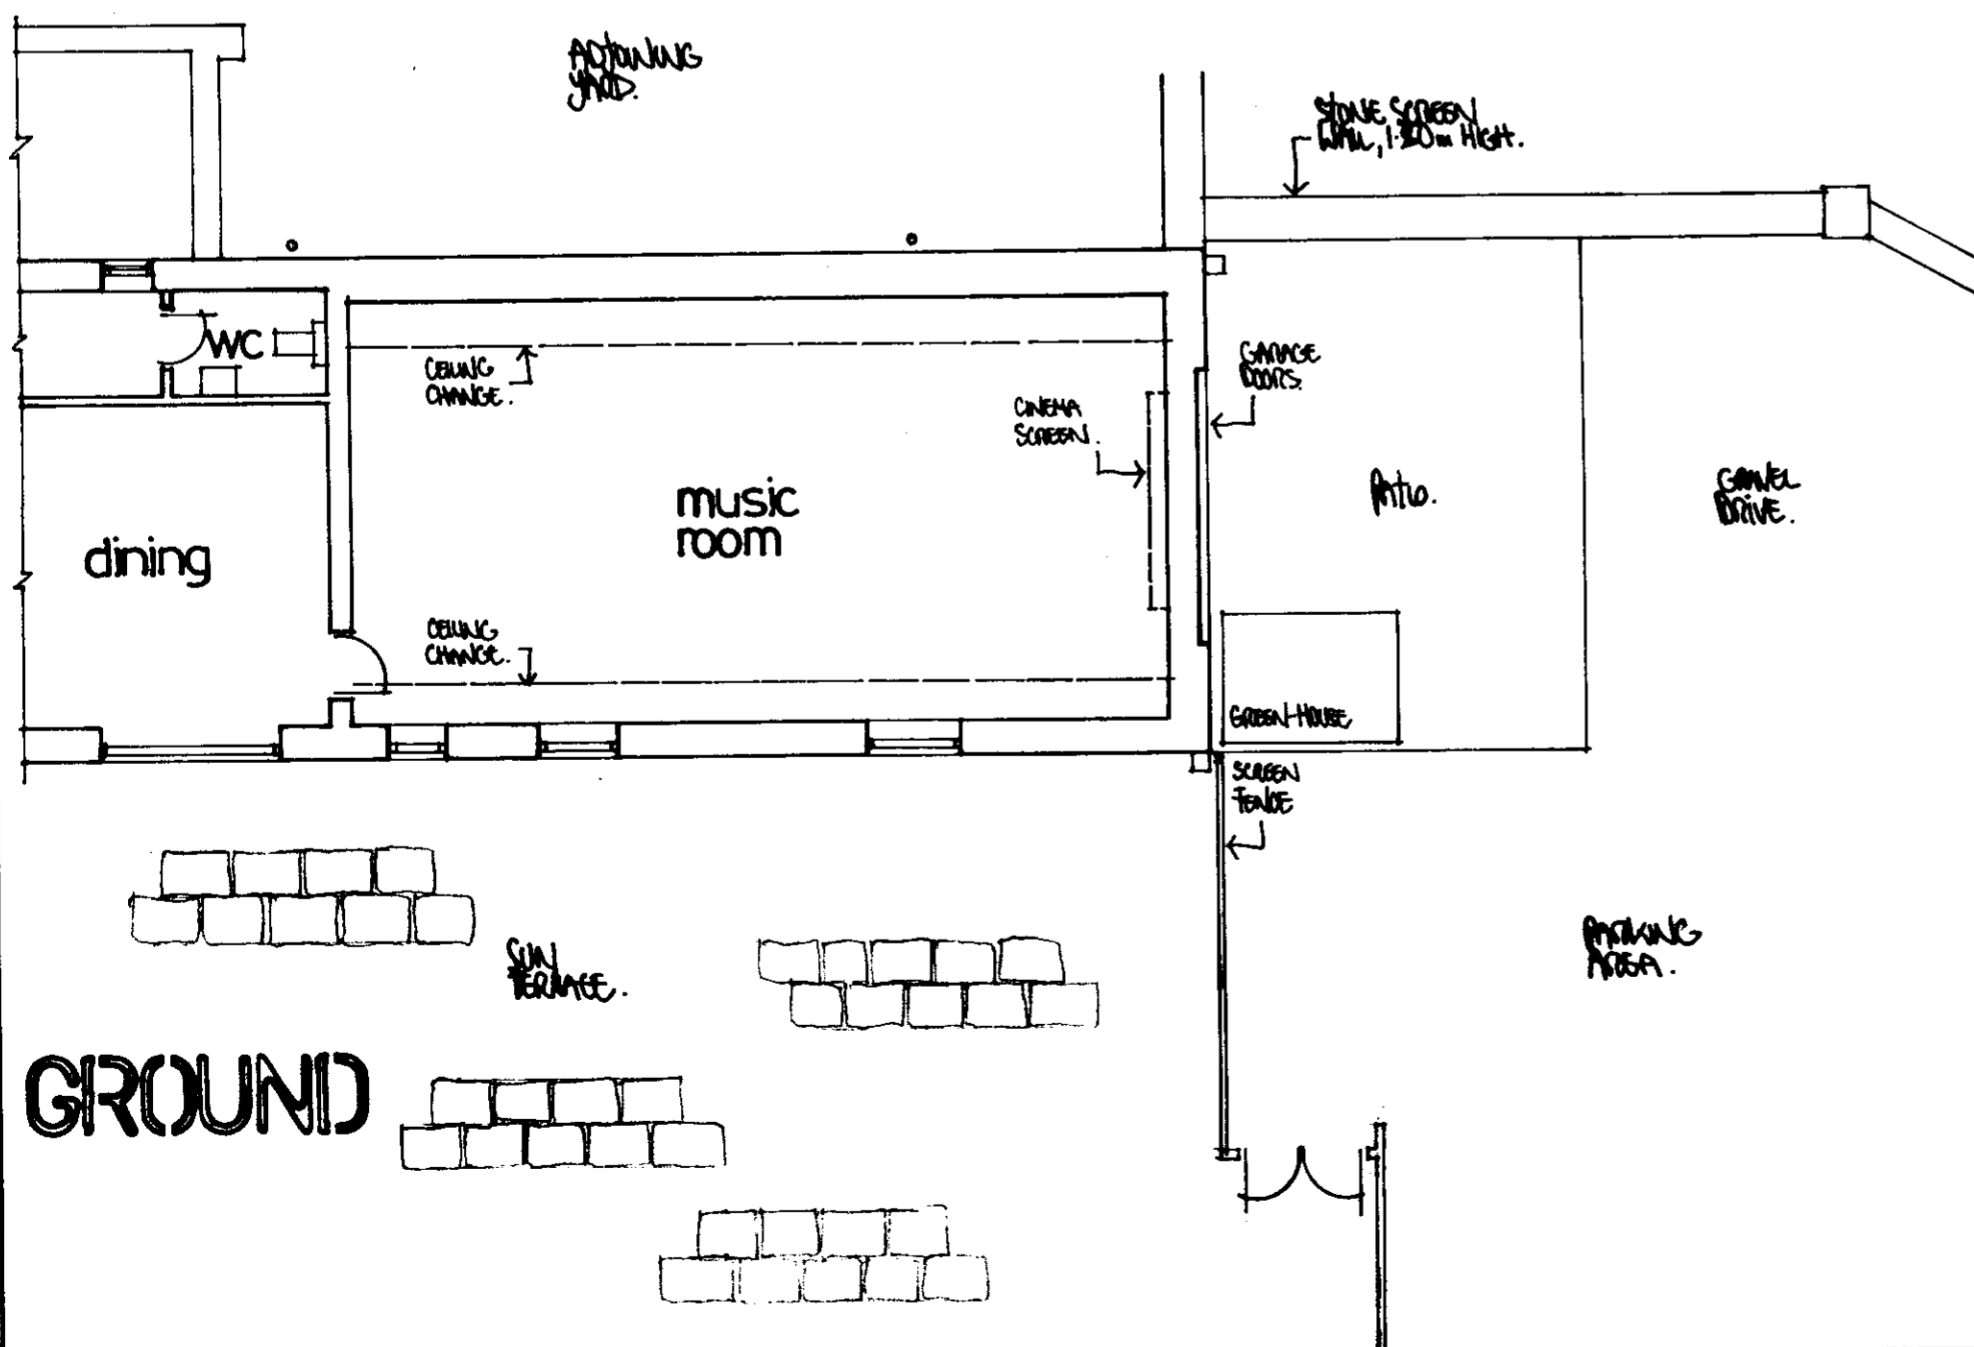 ADJOINING
YARD.
STONE SCREEN
WALL, 1.80m HIGH.
WC
CEILING
CHANGE.
GARAGE
DOORS.
CINEMA
SCREEN.
music
room
PATIO.
GRAVEL
DRIVE.
dining
CEILING
CHANGE.
GREEN-HOUSE
SCREEN
FENCE
SUN
TERRACE.
PARKING
AREA.
GROUND